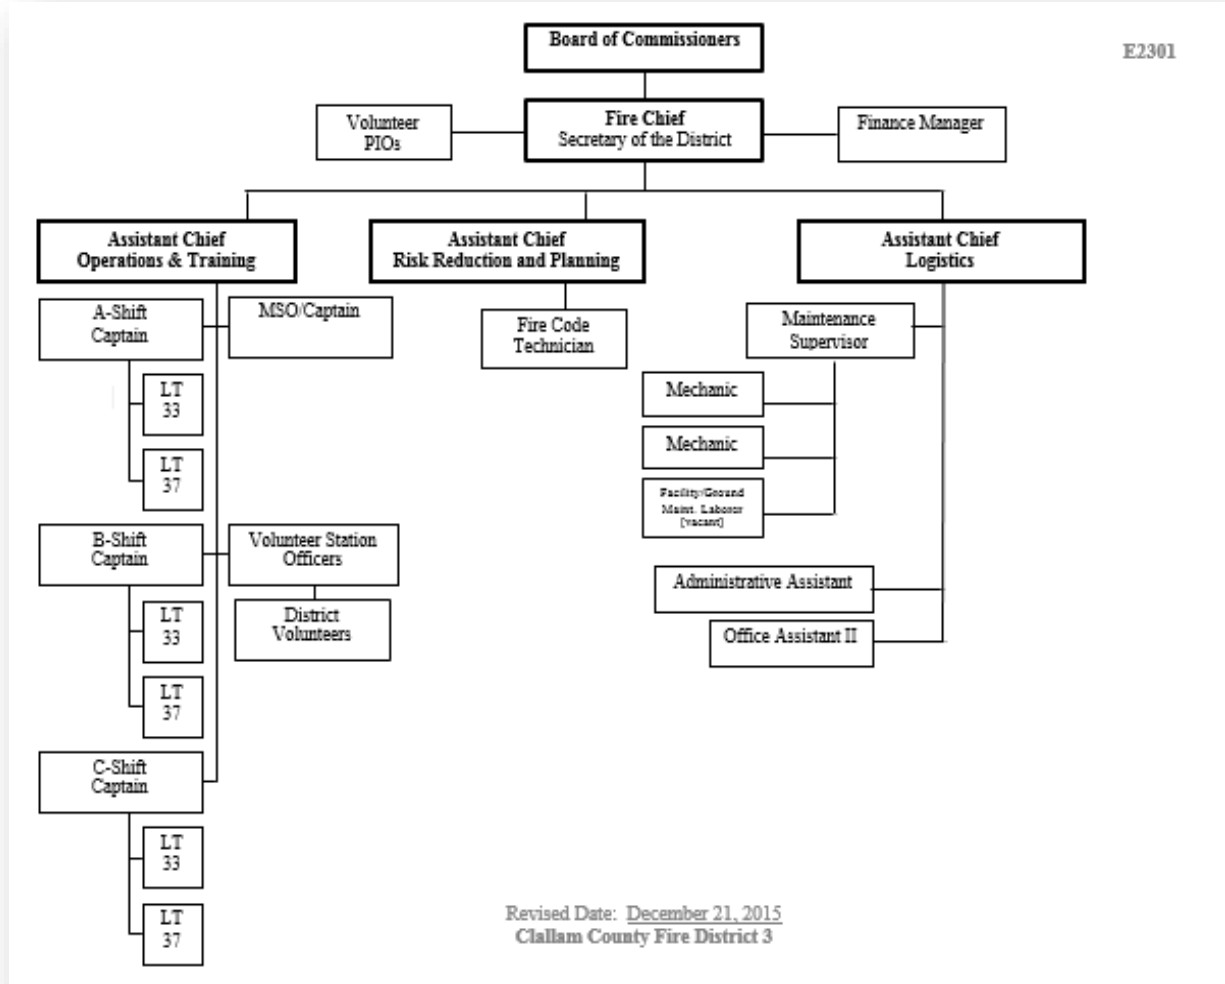 Board of Commissioners
E2301
Volunteer
PIOs
Fire Chief
Secretary of the District
Finance Manager
Assistant Chief
Operations & Training
Assistant Chief
Risk Reduction and Planning
Assistant Chief
Logistics
A-Shift
Captain
MSO/Captain
Fire Code
Technician
Maintenance
Supervisor
LT
33
LT
37
Mechanic
Mechanic
Facility/Ground
Maint. Laborer
[vacant]
B-Shift
Captain
Volunteer Station
Officers
District
Volunteers
Administrative Assistant
Office Assistant II
LT
33
LT
37
C-Shift
Captain
LT
33
LT
37
Revised Date: December 21, 2015
Clallam County Fire District 3